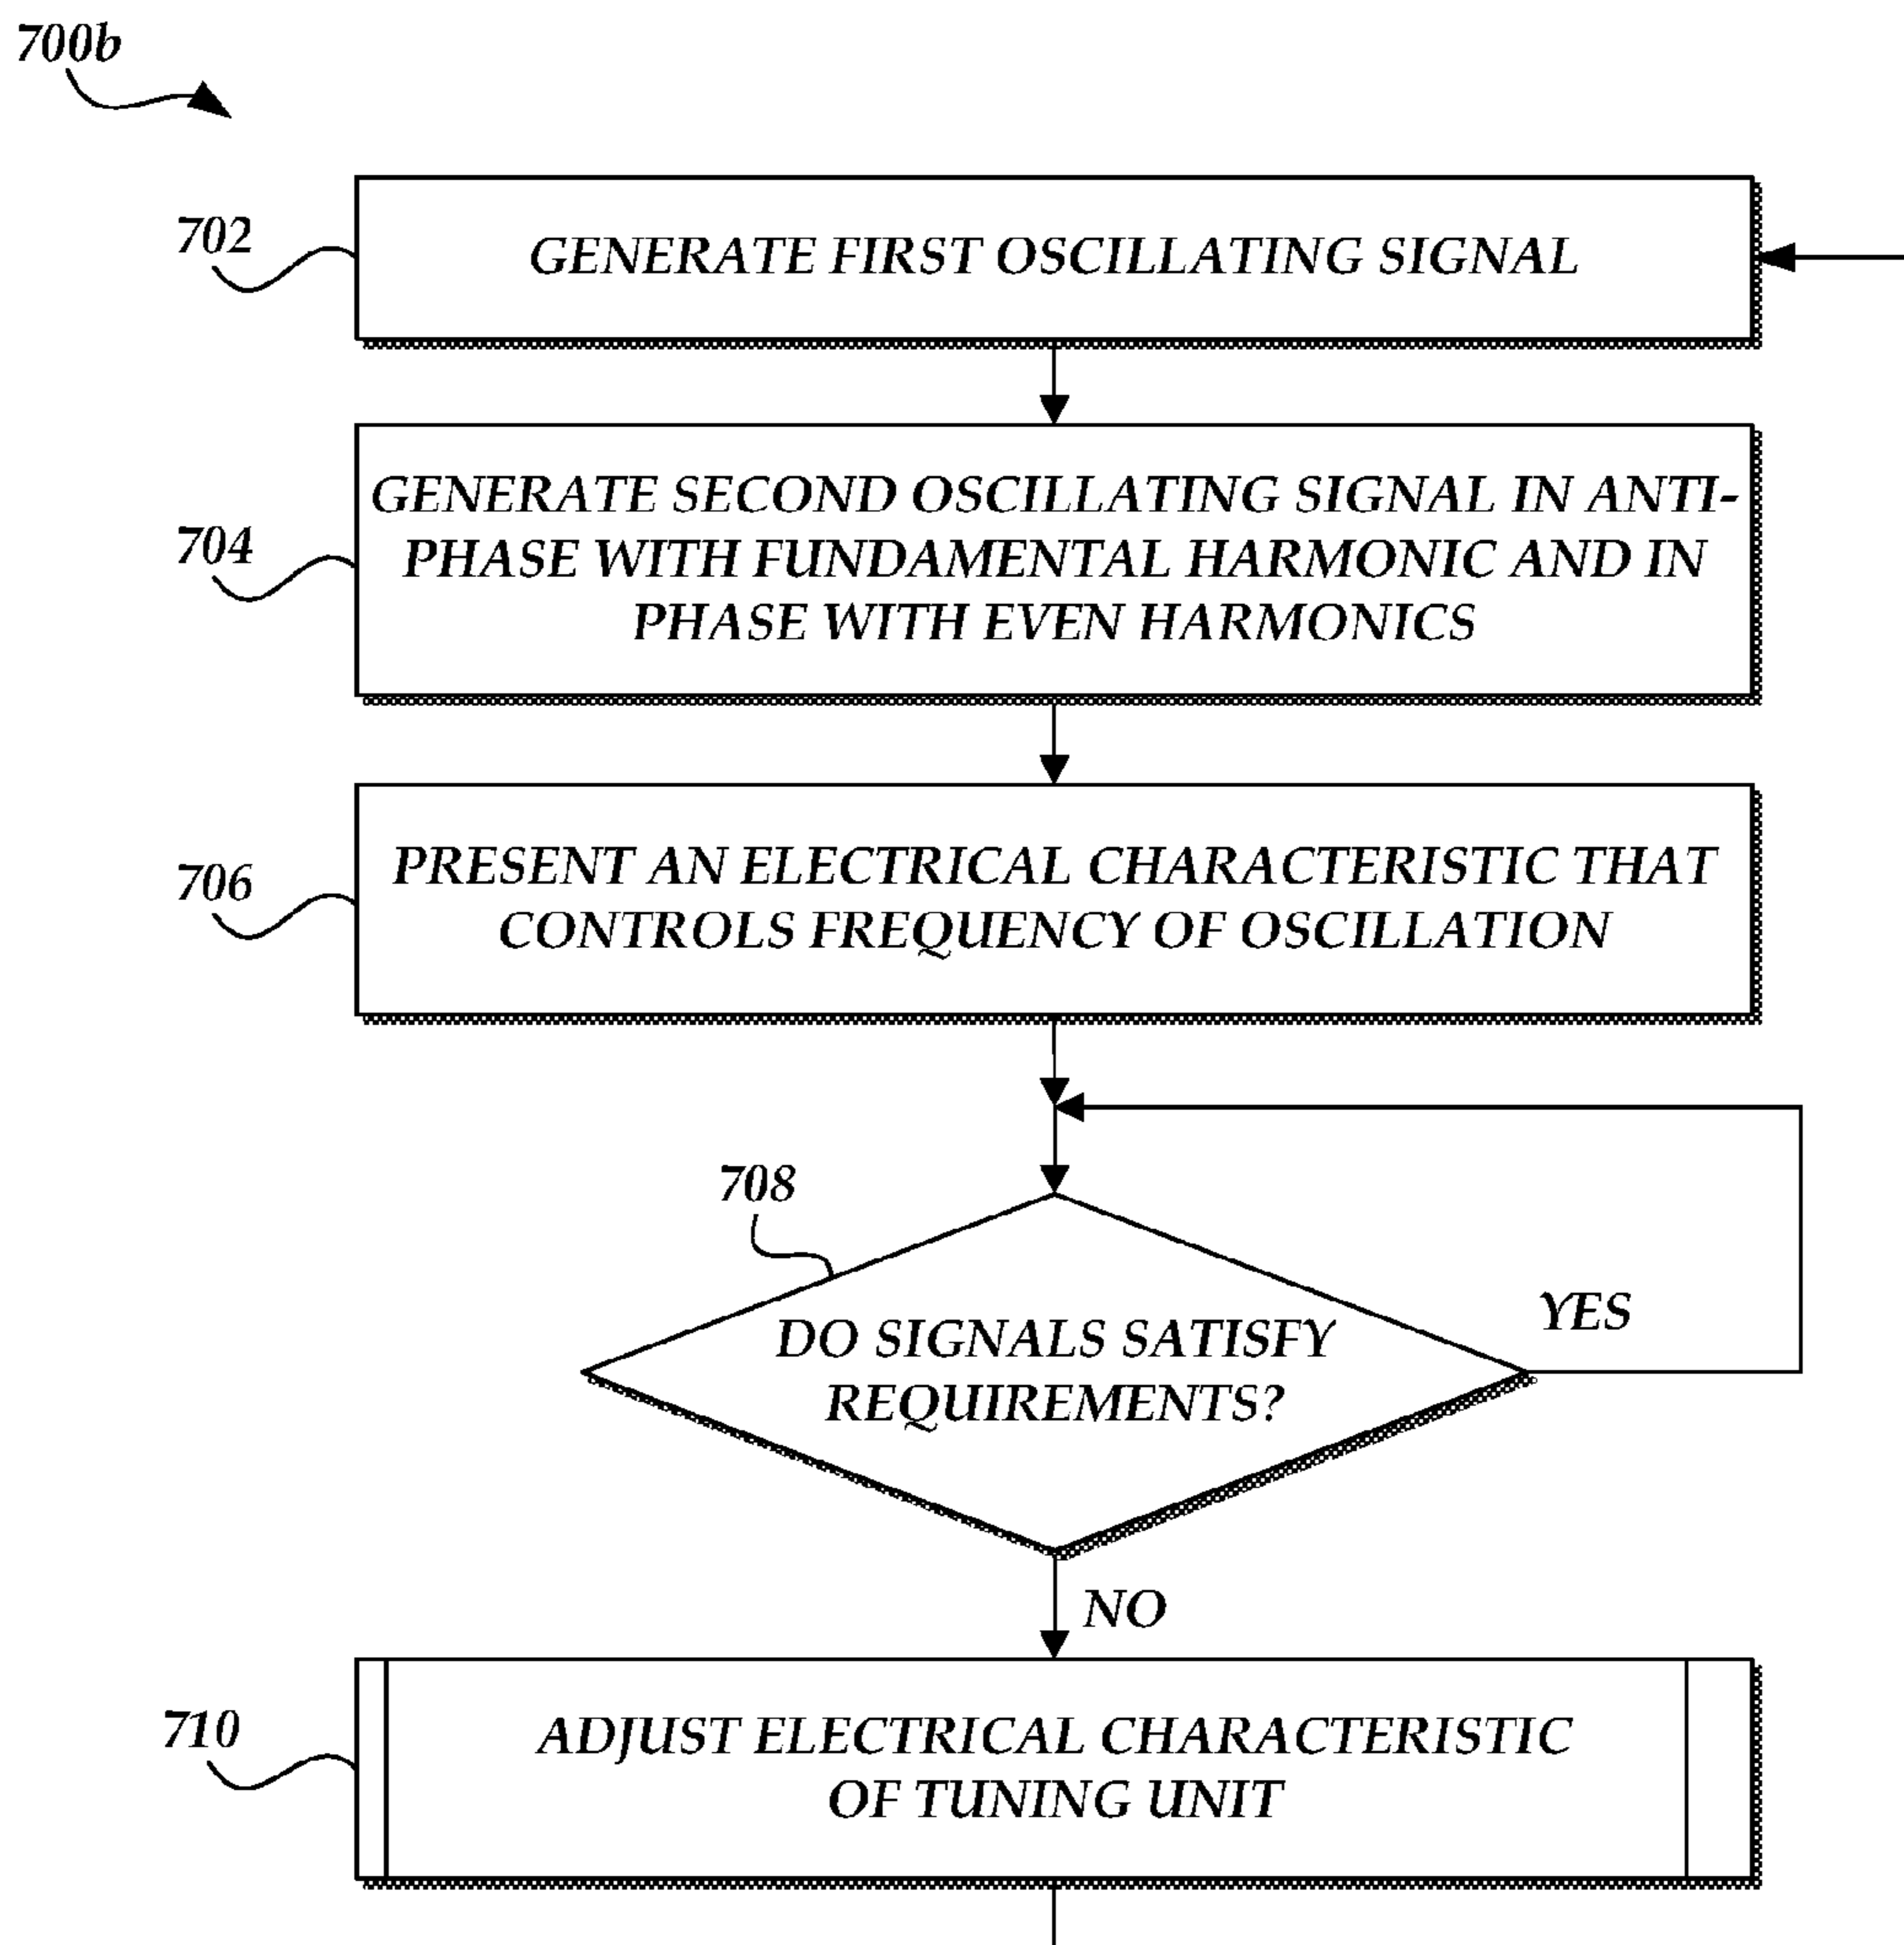 700b
702
GENERATE FIRST OSCILLATING SIGNAL
704
GENERATE SECOND OSCILLATING SIGNAL IN ANTI-
PHASE WITH FUNDAMENTAL HARMONIC AND IN
PHASE WITH EVEN HARMONICS
706
PRESENT AN ELECTRICAL CHARACTERISTIC THAT
CONTROLS FREQUENCY OF OSCILLATION
708
DO SIGNALS SATISFY
REQUIREMENTS?
YES
NO
710
ADJUST ELECTRICAL CHARACTERISTIC
OF TUNING UNIT